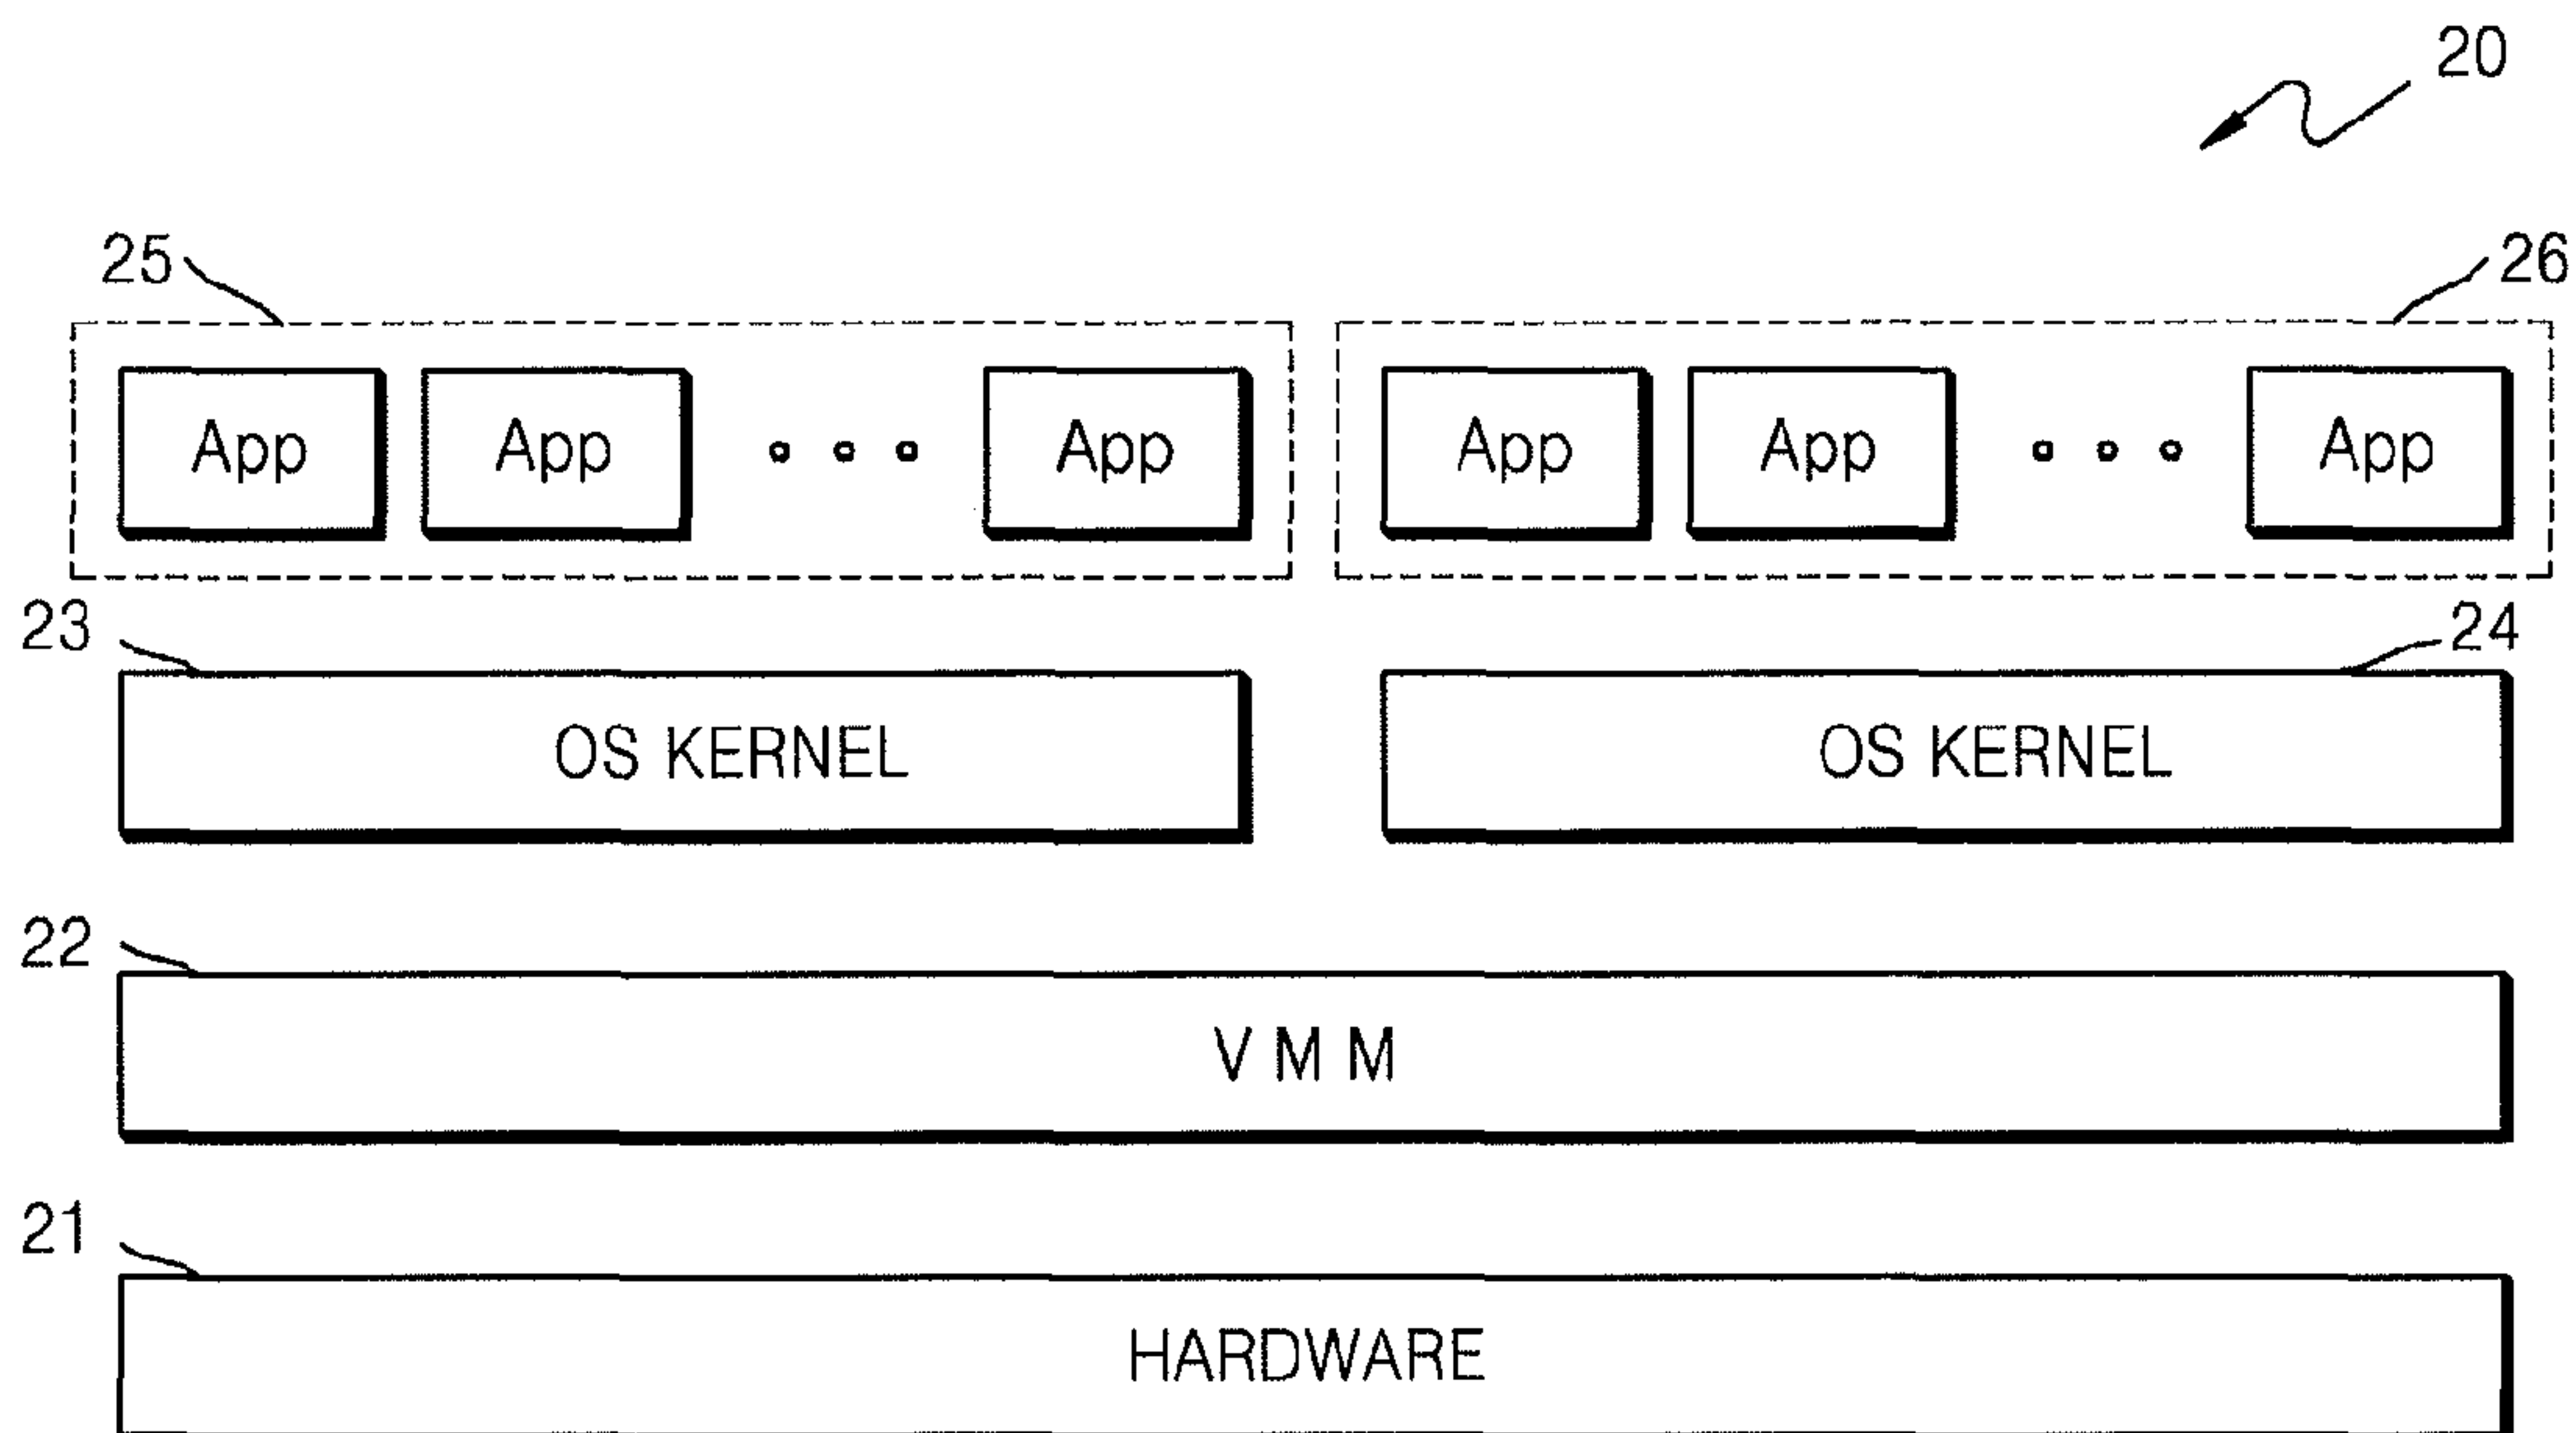 20
25 26
App App • • • App App App • • • App
23 24
OS KERNEL OS KERNEL
22
V M M
21
HARDWARE